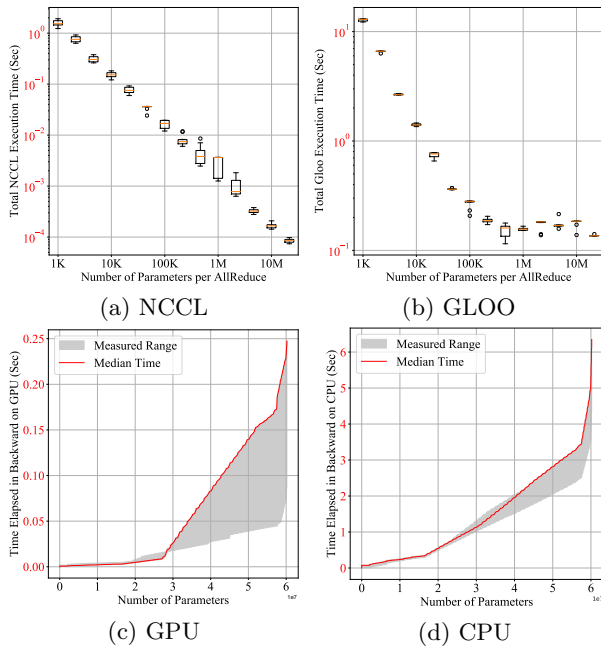 Total NCCL Execution Time (Sec)
10^0
10^-1
10^-2
10^-3
10^-4
1K 10K 100K 1M 10M
Number of Parameters per AllReduce
(a) NCCL
Total Gloo Execution Time (Sec)
10^1
10^0
10^-1
1K 10K 100K 1M 10M
Number of Parameters per AllReduce
(b) GLOO
Time Elapsed in Backward on GPU (Sec)
0.25
0.20
0.15
0.10
0.05
0.00
Measured Range
Median Time
0 1 2 3 4 5 6
1e7
Number of Parameters
(c) GPU
Time Elapsed in Backward on CPU (Sec)
6
5
4
3
2
1
0
Measured Range
Median Time
0 1 2 3 4 5 6
Number of Parameters
(d) CPU